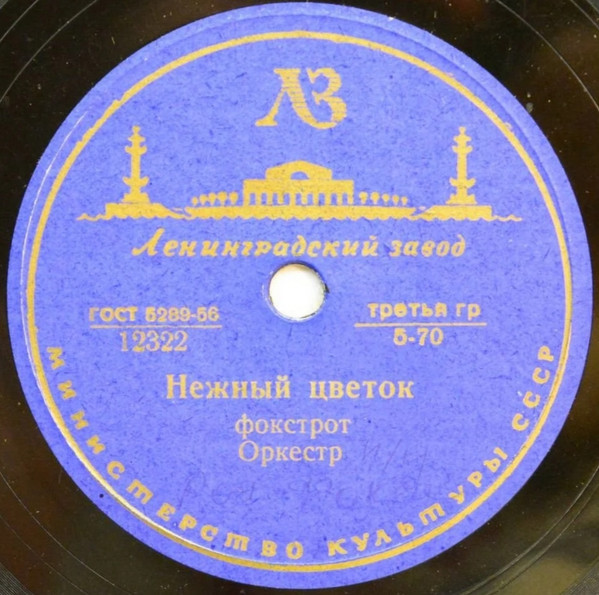 ЛЗ
Ленинградский завод
ГОСТ 5289-56
12322
третья гр
5-70
Нежный цветок
фокстрот
Оркестр
МИНИСТЕРСТВО КУЛЬТУРЫ СССР